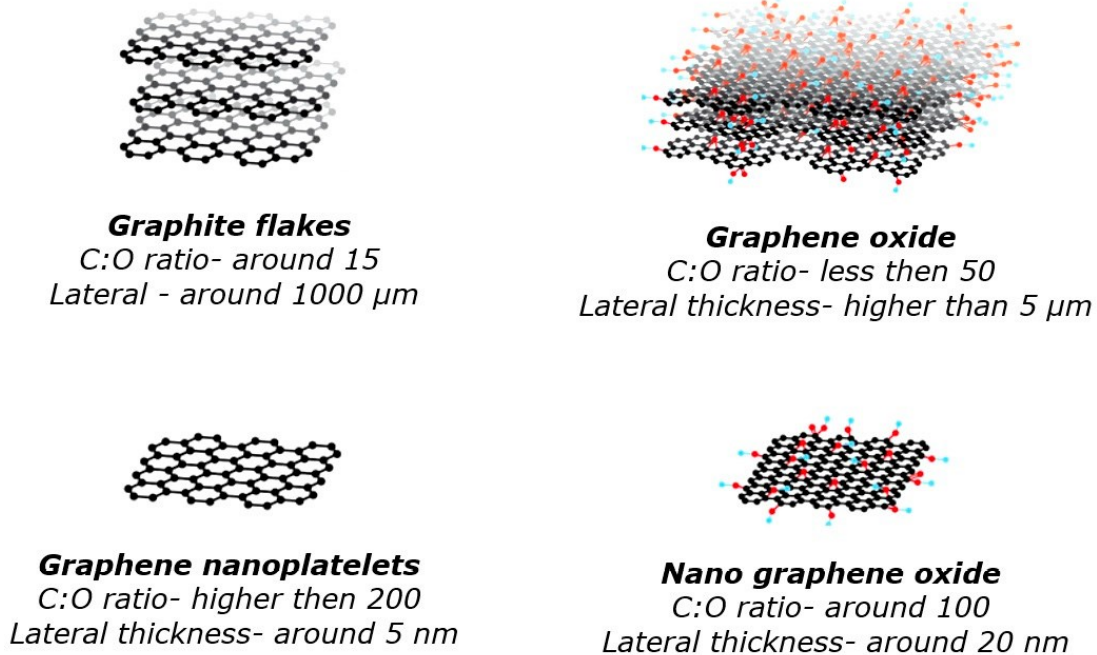 Graphite flakes
C:O ratio- around 15
Lateral - around 1000 µm
Graphene oxide
C:O ratio- less then 50
Lateral thickness- higher than 5 µm
Graphene nanoplatelets
C:O ratio- higher then 200
Lateral thickness- around 5 nm
Nano graphene oxide
C:O ratio- around 100
Lateral thickness- around 20 nm